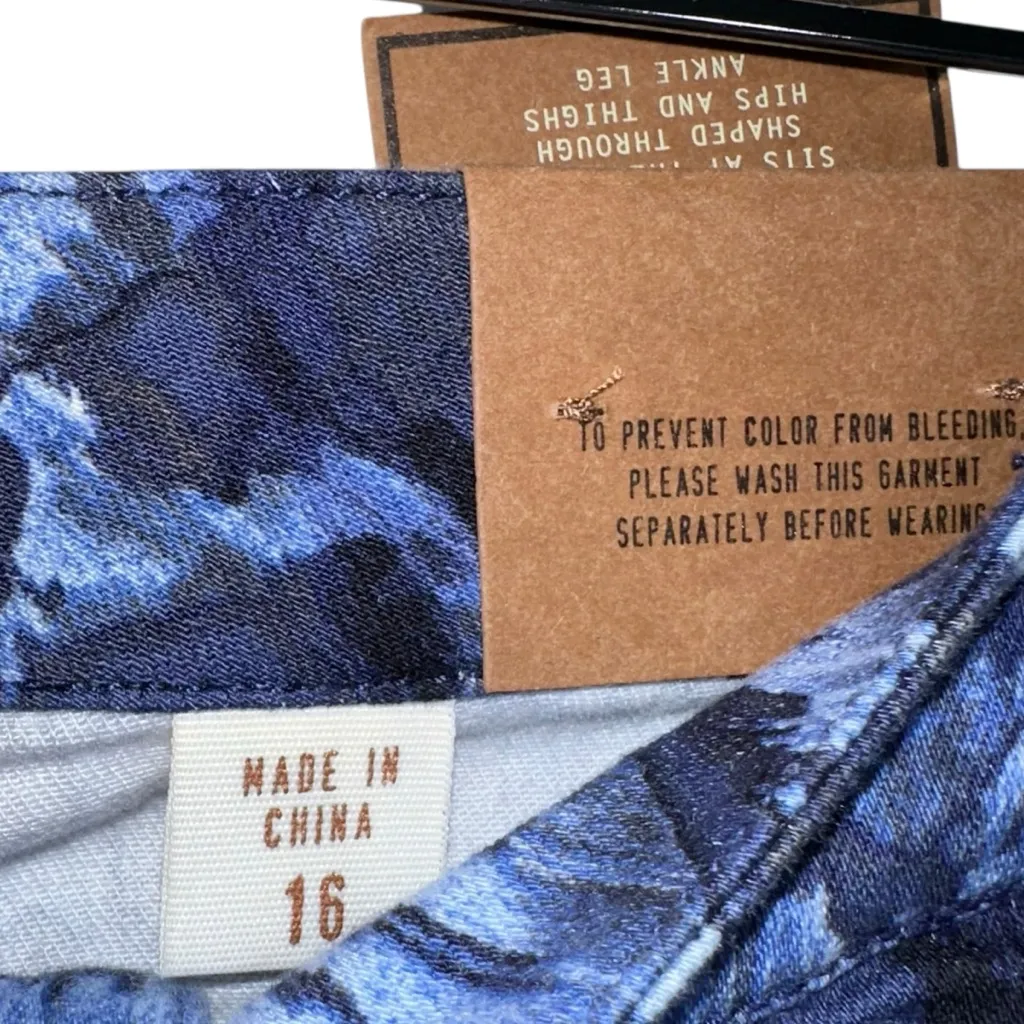 SITS AT THE
SHAPED THROUGH
HIPS AND THIGHS
ANKLE LEG
TO PREVENT COLOR FROM BLEEDING,
PLEASE WASH THIS GARMENT
SEPARATELY BEFORE WEARING
MADE IN
CHINA
16